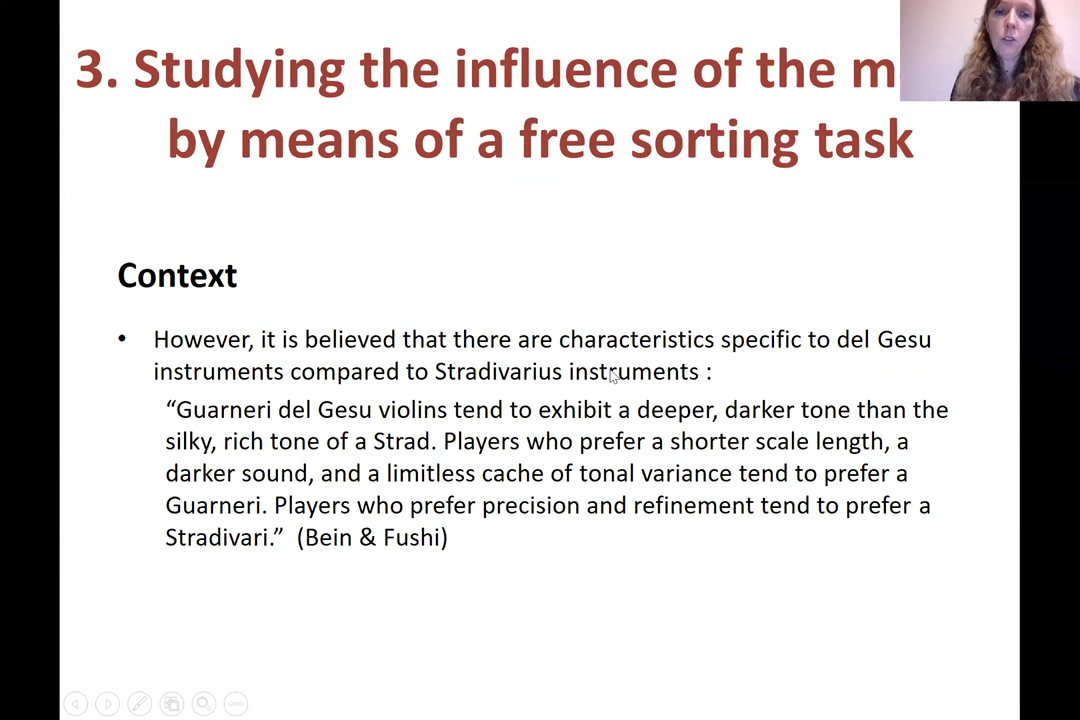 3. Studying the influence of the
by means of a free sorting task
Context
• However, it is believed that there are characteristics specific to del Gesu
instruments compared to Stradivarius instruments :
“Guarneri del Gesu violins tend to exhibit a deeper, darker tone than the
silky, rich tone of a Strad. Players who prefer a shorter scale length, a
darker sound, and a limitless cache of tonal variance tend to prefer a
Guarneri. Players who prefer precision and refinement tend to prefer a
Stradivari.” (Bein & Fushi)